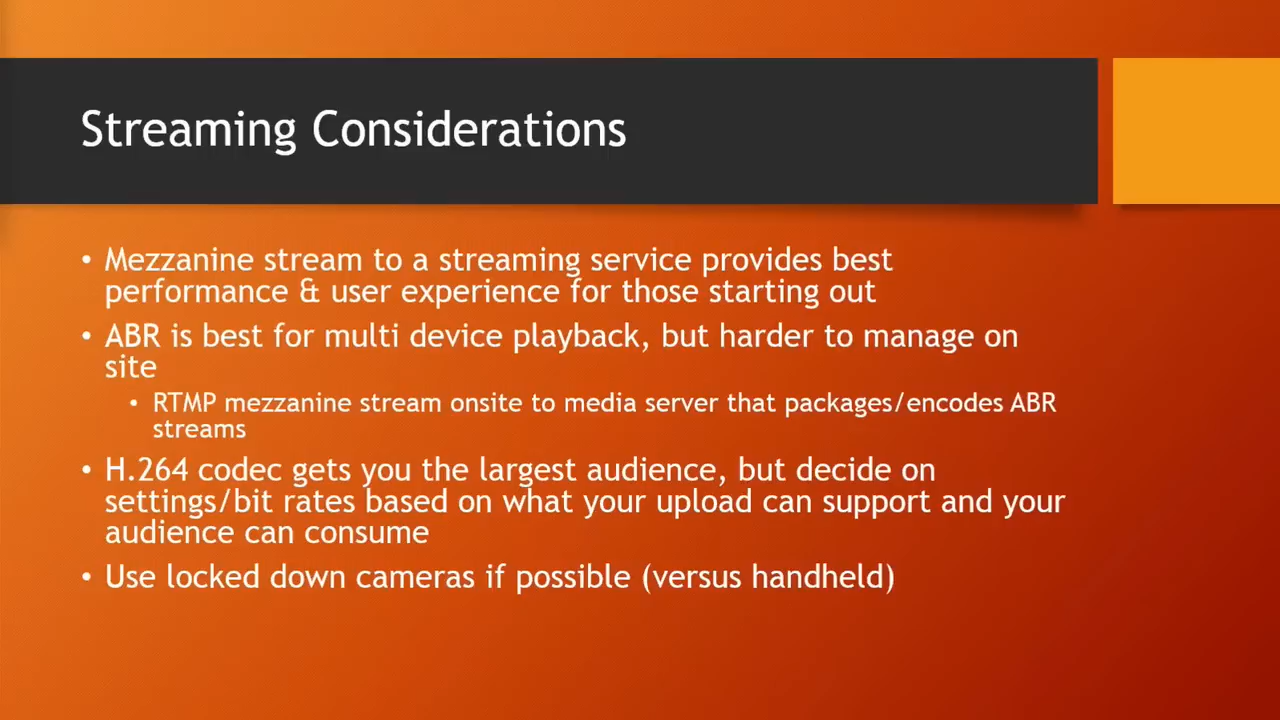 Streaming Considerations
• Mezzanine stream to a streaming service provides best
performance & user experience for those starting out
• ABR is best for multi device playback, but harder to manage on
site
• RTMP mezzanine stream onsite to media server that packages/encodes ABR
streams
• H.264 codec gets you the largest audience, but decide on
settings/bit rates based on what your upload can support and your
audience can consume
• Use locked down cameras if possible (versus handheld)